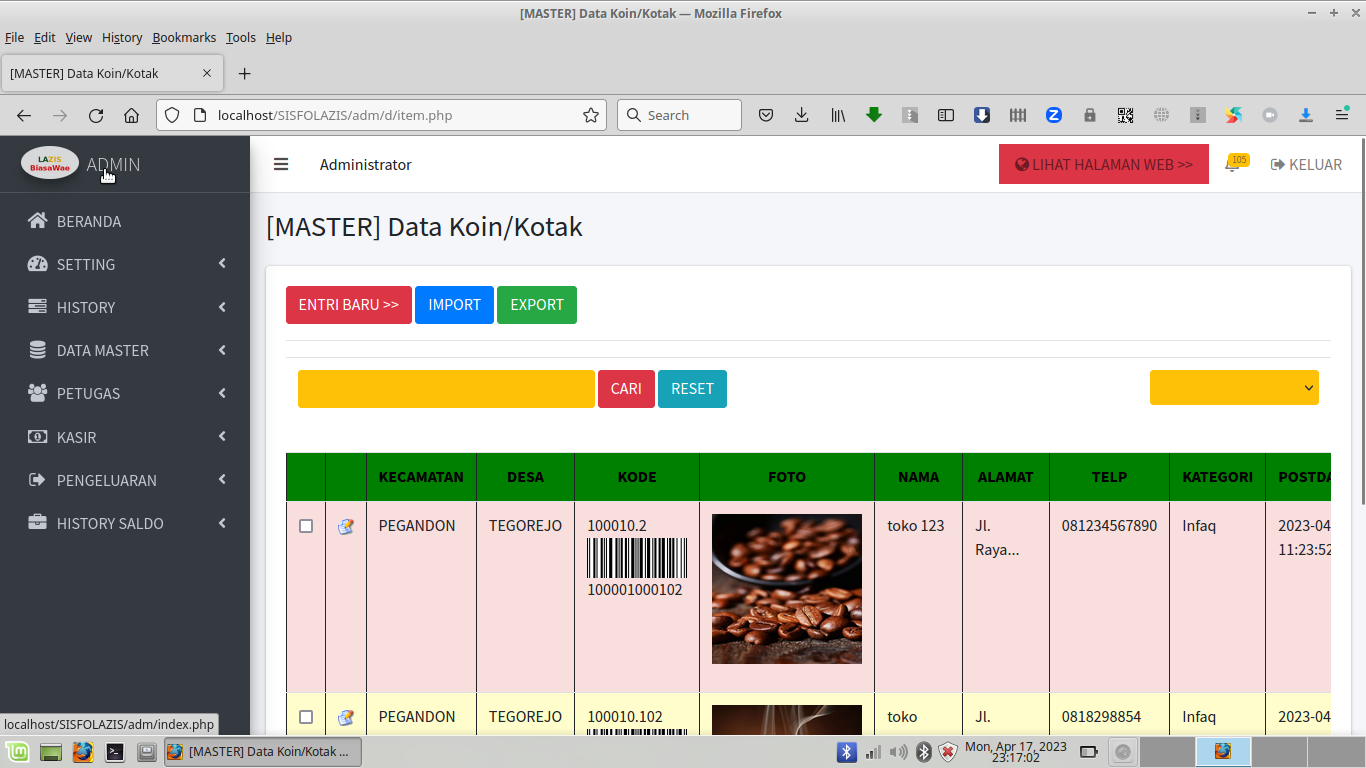 [MASTER] Data Koin/Kotak — Mozilla Firefox
File Edit View History Bookmarks Tools Help
[MASTER] Data Koin/Kotak
localhost/SISFOLAZIS/adm/d/item.php
Search
LAZIS
BiasaWae
ADMIN
Administrator
LIHAT HALAMAN WEB >>
105
KELUAR
BERANDA
SETTING
HISTORY
DATA MASTER
PETUGAS
KASIR
PENGELUARAN
HISTORY SALDO
[MASTER] Data Koin/Kotak
ENTRI BARU >> IMPORT EXPORT
CARI RESET
KECAMATAN DESA KODE FOTO NAMA ALAMAT TELP KATEGORI POSTDA
PEGANDON TEGOREJO 100010.2 toko 123 Jl. 081234567890 Infaq 2023-04
Raya... 11:23:52
100001000102
PEGANDON TEGOREJO 100010.102 toko Jl. 0818298854 Infaq 2023-04
localhost/SISFOLAZIS/adm/index.php
[MASTER] Data Koin/Kotak ...
Mon, Apr 17, 2023
23:17:02